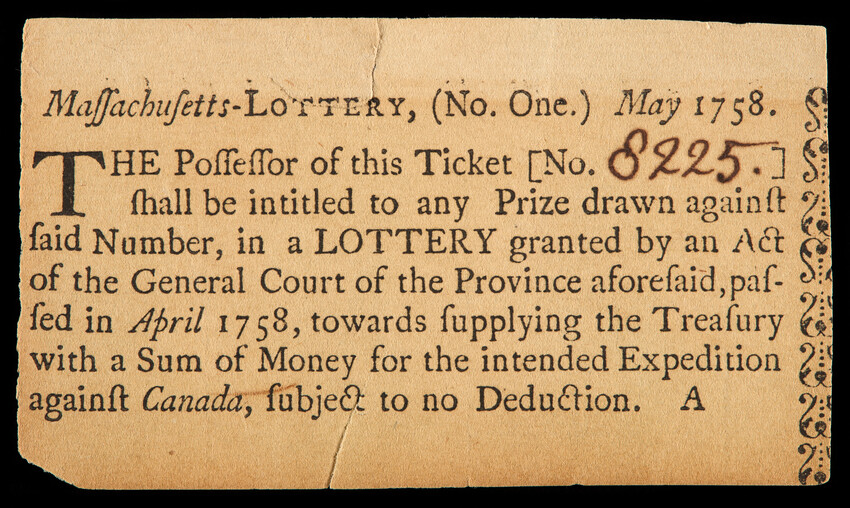 Maſſachuſetts-LOTTERY, (No. One.) May 1758.
THE Poſſeſſor of this Ticket [No. 8225.]
ſhall be intitled to any Prize drawn againſt
ſaid Number, in a LOTTERY granted by an Act
of the General Court of the Province aforeſaid, paſ-
ſed in April 1758, towards ſupplying the Treaſury
with a Sum of Money for the intended Expedition
againſt Canada, ſubject to no Deduction. A